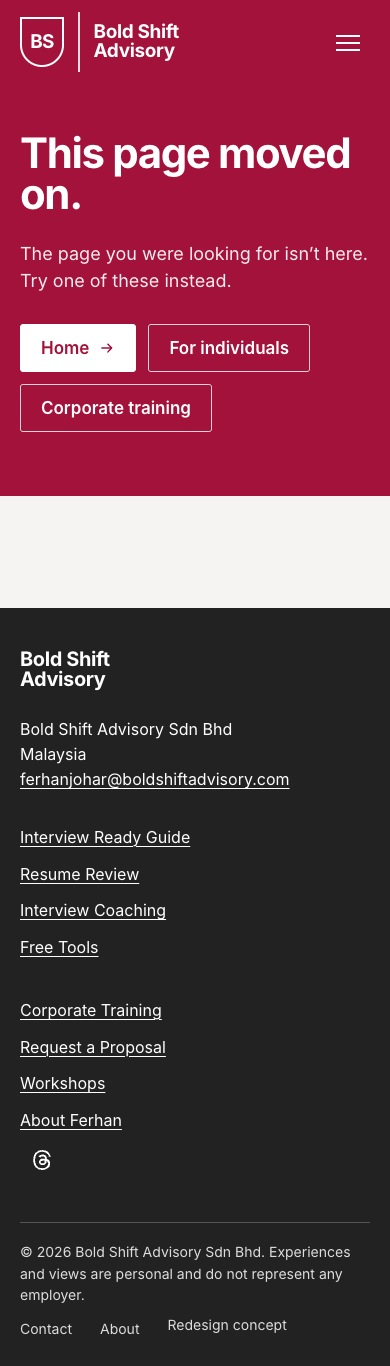 BS
Bold Shift
Advisory
This page moved
on.
The page you were looking for isn’t here.
Try one of these instead.
Home → For individuals
Corporate training
Bold Shift
Advisory
Bold Shift Advisory Sdn Bhd
Malaysia
ferhanjohar@boldshiftadvisory.com
Interview Ready Guide
Resume Review
Interview Coaching
Free Tools
Corporate Training
Request a Proposal
Workshops
About Ferhan
© 2026 Bold Shift Advisory Sdn Bhd. Experiences
and views are personal and do not represent any
employer.
Contact About Redesign concept